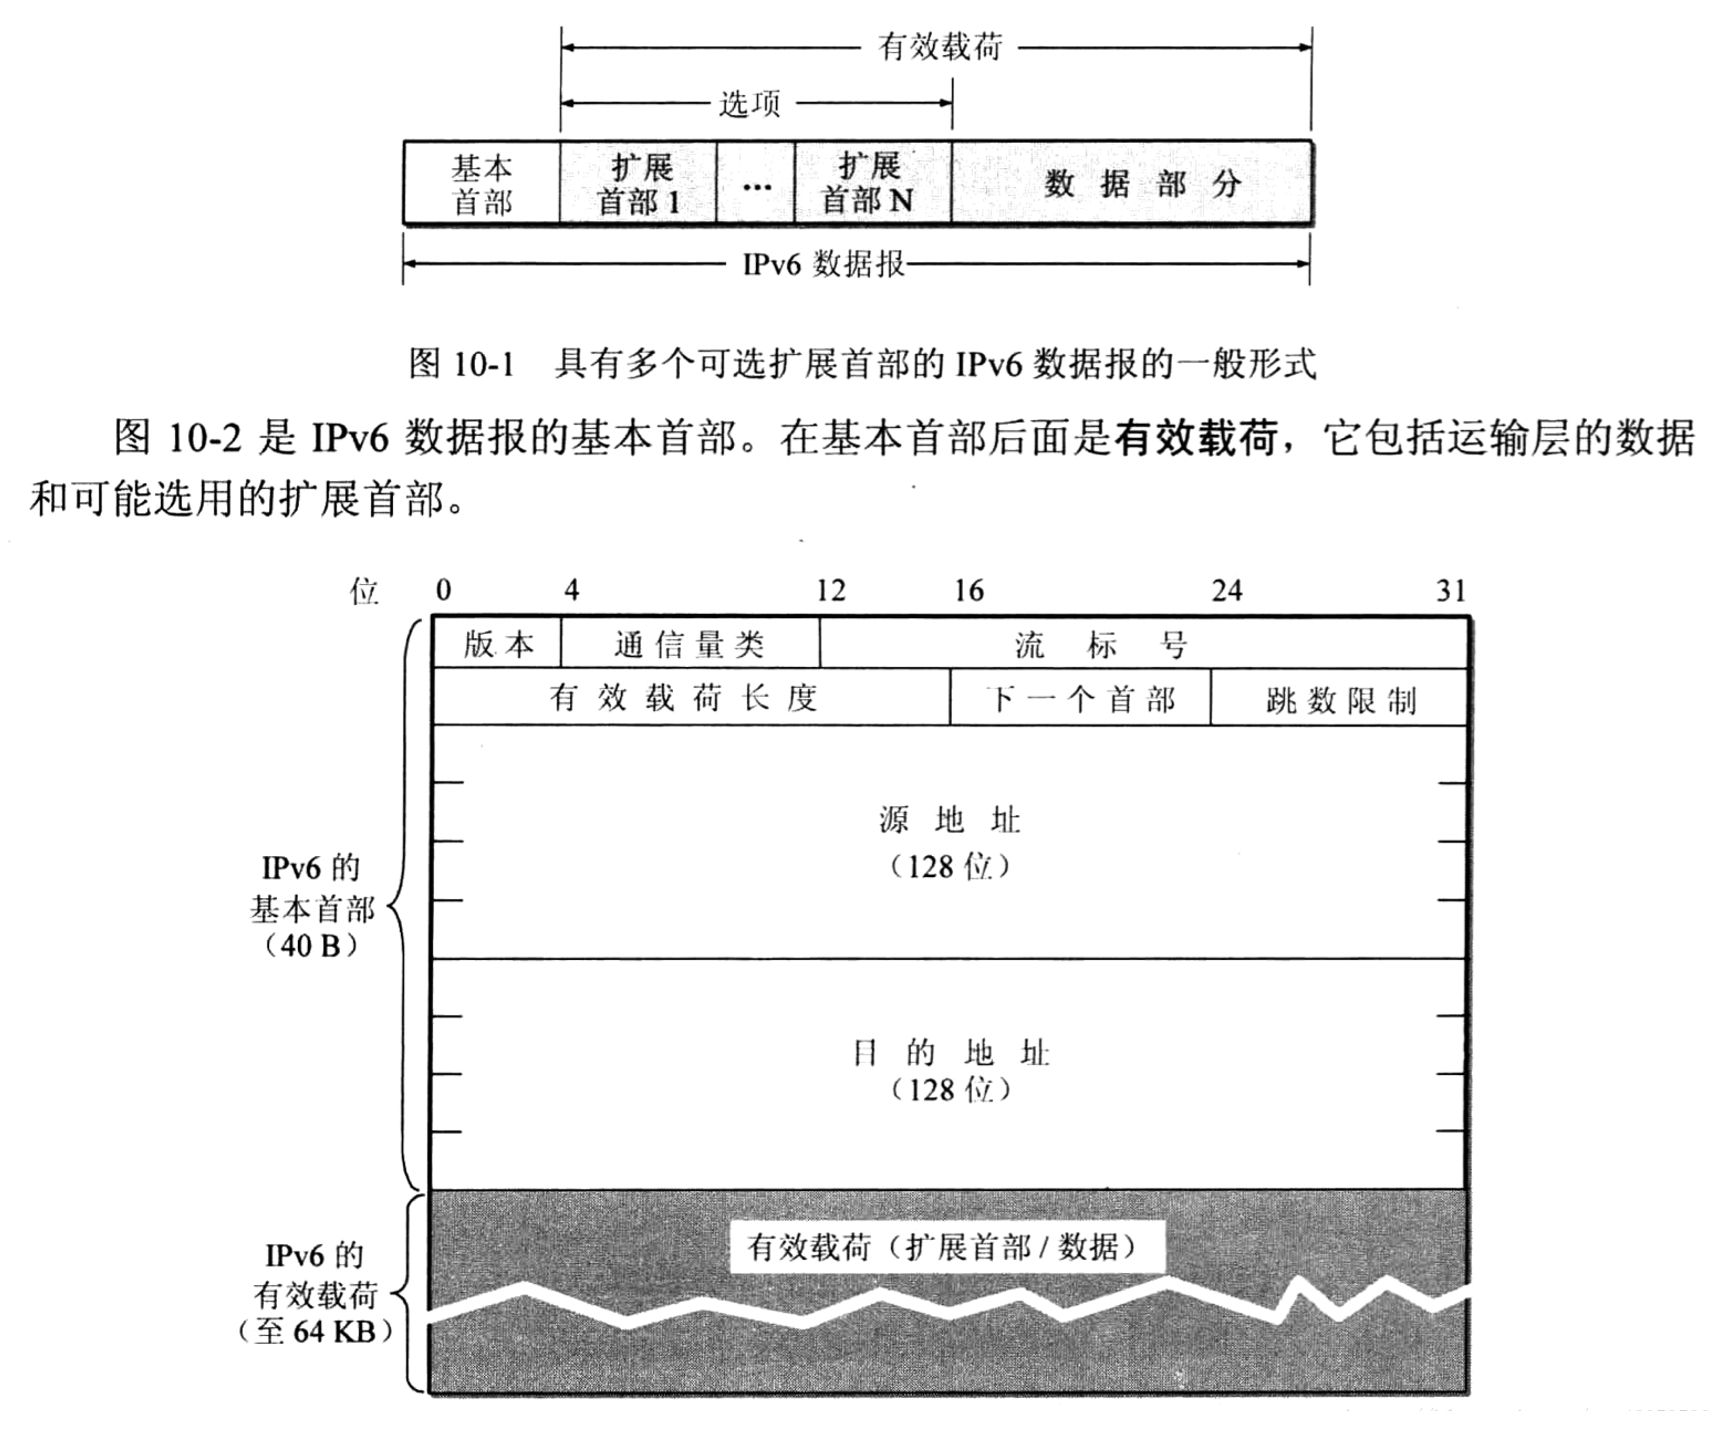 有效载荷
选项
基本首部 扩展首部 1 ... 扩展首部 N 数据部分
IPv6 数据报
图 10-1 具有多个可选扩展首部的 IPv6 数据报的一般形式
图 10-2 是 IPv6 数据报的基本首部。在基本首部后面是有效载荷，它包括运输层的数据
和可能选用的扩展首部。
位 0 4 12 16 24 31
版本 通信量类 流标号
有效载荷长度 下一个首部 跳数限制
源地址
（128 位）
IPv6 的
基本首部
（40 B）
目的地址
（128 位）
有效载荷（扩展首部 / 数据）
IPv6 的
有效载荷
（至 64 KB）